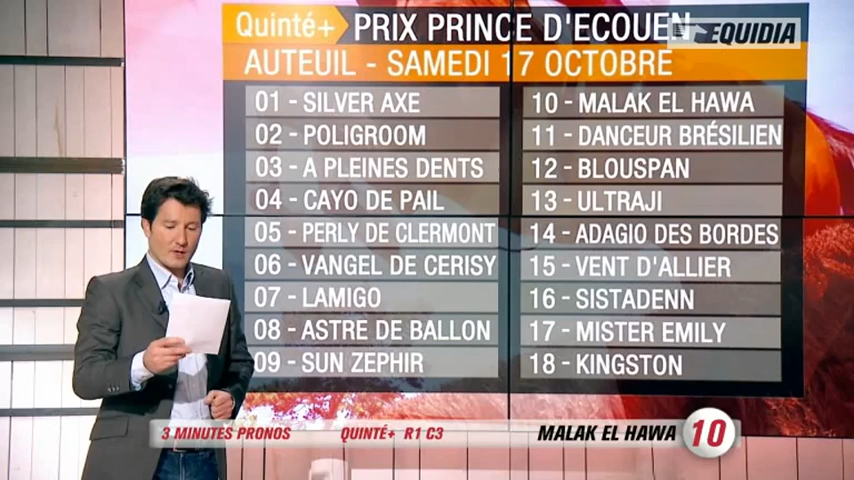 Quinté+ PRIX PRINCE D'ECOUEN
EQUIDIA
AUTEUIL - SAMEDI 17 OCTOBRE
01 - SILVER AXE
02 - POLIGROOM
03 - A PLEINES DENTS
04 - CAYO DE PAIL
05 - PERLY DE CLERMONT
06 - VANGEL DE CERISY
07 - LAMIGO
08 - ASTRE DE BALLON
09 - SUN ZEPHIR
10 - MALAK EL HAWA
11 - DANCEUR BRÉSILIEN
12 - BLOUSPAN
13 - ULTRAJI
14 - ADAGIO DES BORDES
15 - VENT D'ALLIER
16 - SISTADENN
17 - MISTER EMILY
18 - KINGSTON
3 MINUTES PRONOS QUINTÉ+ R1 C3 MALAK EL HAWA 10